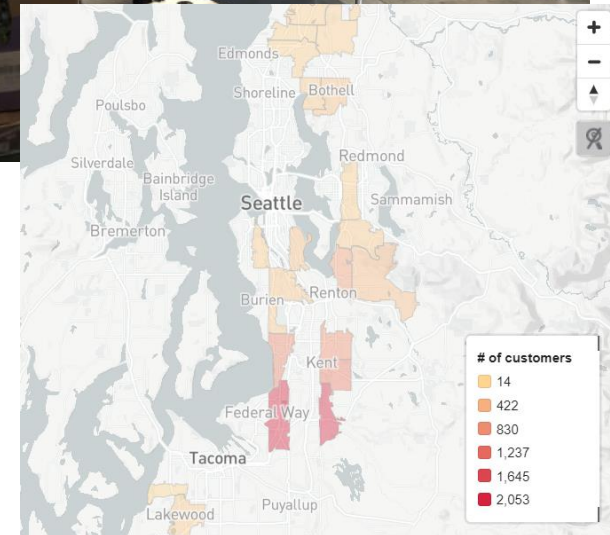 Edmonds
Shoreline
Bothell
Poulsbo
Redmond
Silverdale
Bainbridge
Island
Seattle
Sammamish
Bremerton
Burien
Renton
Kent
Federal Way
Tacoma
Puyallup
Lakewood
# of customers
14
422
830
1,237
1,645
2,053